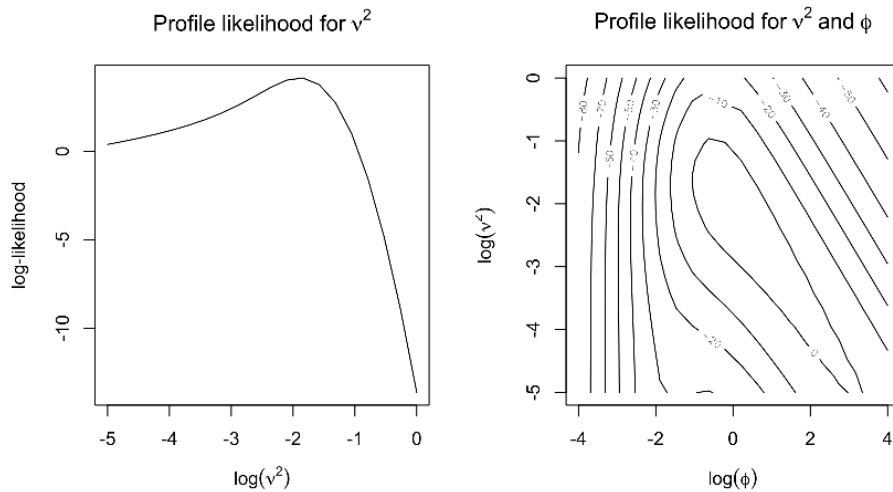 Profile likelihood for ν²
Profile likelihood for ν² and ϕ
log-likelihood
0
-5
-10
-5 -4 -3 -2 -1 0
log(ν²)
log(ν²)
0
-1
-2
-3
-4
-5
-80
-70
-60
-50
-40
-30
-10
-20
-30
-40
-50
-20
0
-4 -2 0 2 4
log(ϕ)